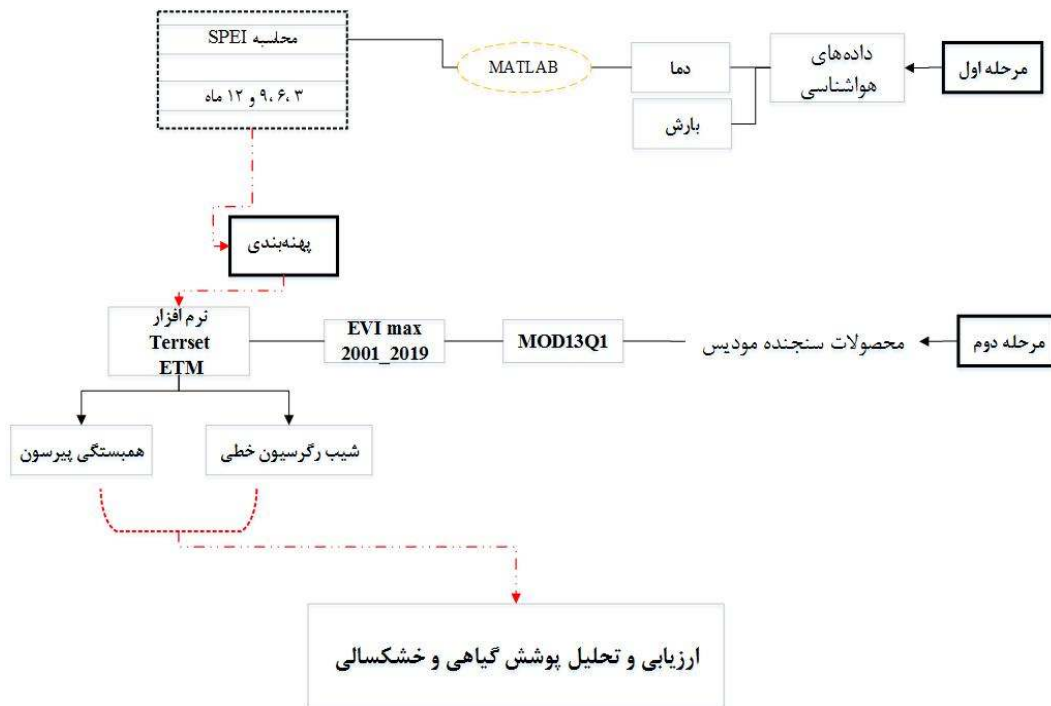 مرحله اول
داده‌های
هواشناسی
دما
بارش
MATLAB
محاسبه SPEI
۳ ،۶ ،۹ و ۱۲ ماه
پهنه‌بندی
مرحله دوم
محصولات سنجنده مودیس
MOD13Q1
EVI max
2001_2019
نرم افزار
Terrset
ETM
شیب رگرسیون خطی
همبستگی پیرسون
ارزیابی و تحلیل پوشش گیاهی و خشکسالی